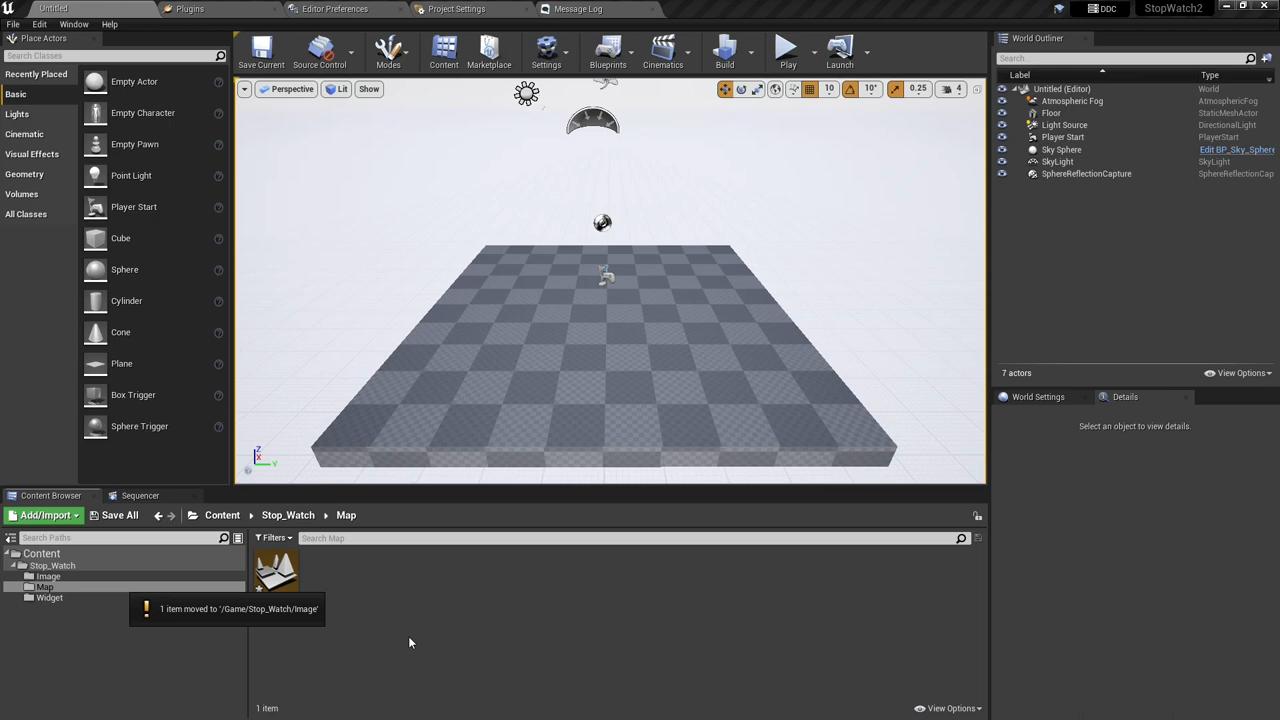 Untitled
Plugins
Editor Preferences
Project Settings
Message Log
DDC
StopWatch2
File Edit Window Help
Place Actors
Search Classes
Recently Placed
Basic
Lights
Cinematic
Visual Effects
Geometry
Volumes
All Classes
Empty Actor
Empty Character
Empty Pawn
Point Light
Player Start
Cube
Sphere
Cylinder
Cone
Plane
Box Trigger
Sphere Trigger
Save Current
Source Control
Modes
Content
Marketplace
Settings
Blueprints
Cinematics
Build
Play
Launch
Perspective
Lit
Show
10
10°
0.25
4
Z
X
Y
World Outliner
Search...
Label Type
Untitled (Editor) World
Atmospheric Fog AtmosphericFog
Floor StaticMeshActor
Light Source DirectionalLight
Player Start PlayerStart
Sky Sphere Edit BP_Sky_Sphere
SkyLight SkyLight
SphereReflectionCapture SphereReflectionCap
7 actors
View Options
World Settings
Details
Select an object to view details.
Content Browser
Sequencer
Add/Import
Save All
Content
Stop_Watch
Map
Search Paths
Filters
Search Map
Content
Stop_Watch
Image
Map
Widget
1 item moved to '/Game/Stop_Watch/Image'
1 item
View Options